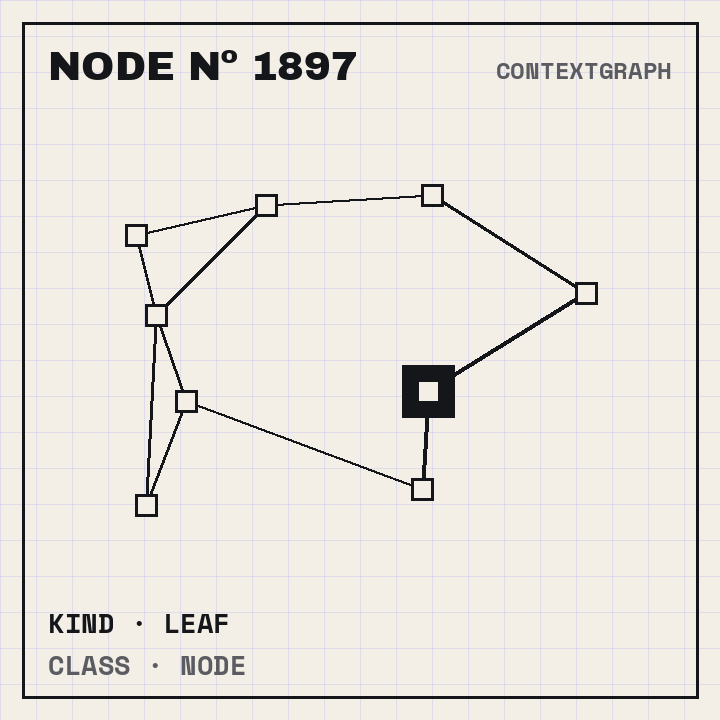 NODE Nº 1897
CONTEXTGRAPH
KIND · LEAF
CLASS · NODE